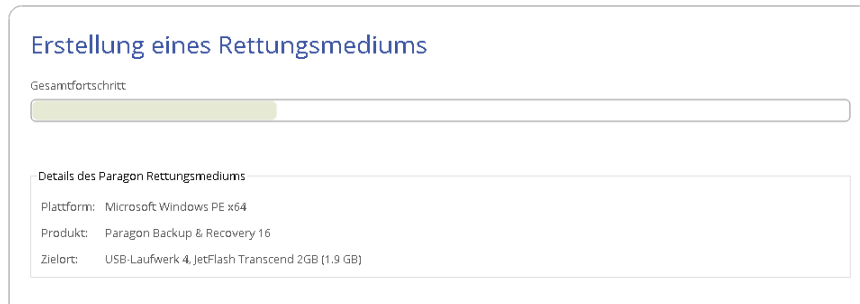 Erstellung eines Rettungsmediums
Gesamtfortschritt
Details des Paragon Rettungsmediums
Plattform: Microsoft Windows PE x64
Produkt: Paragon Backup & Recovery 16
Zielort: USB-Laufwerk 4, JetFlash Transcend 2GB (1.9 GB)